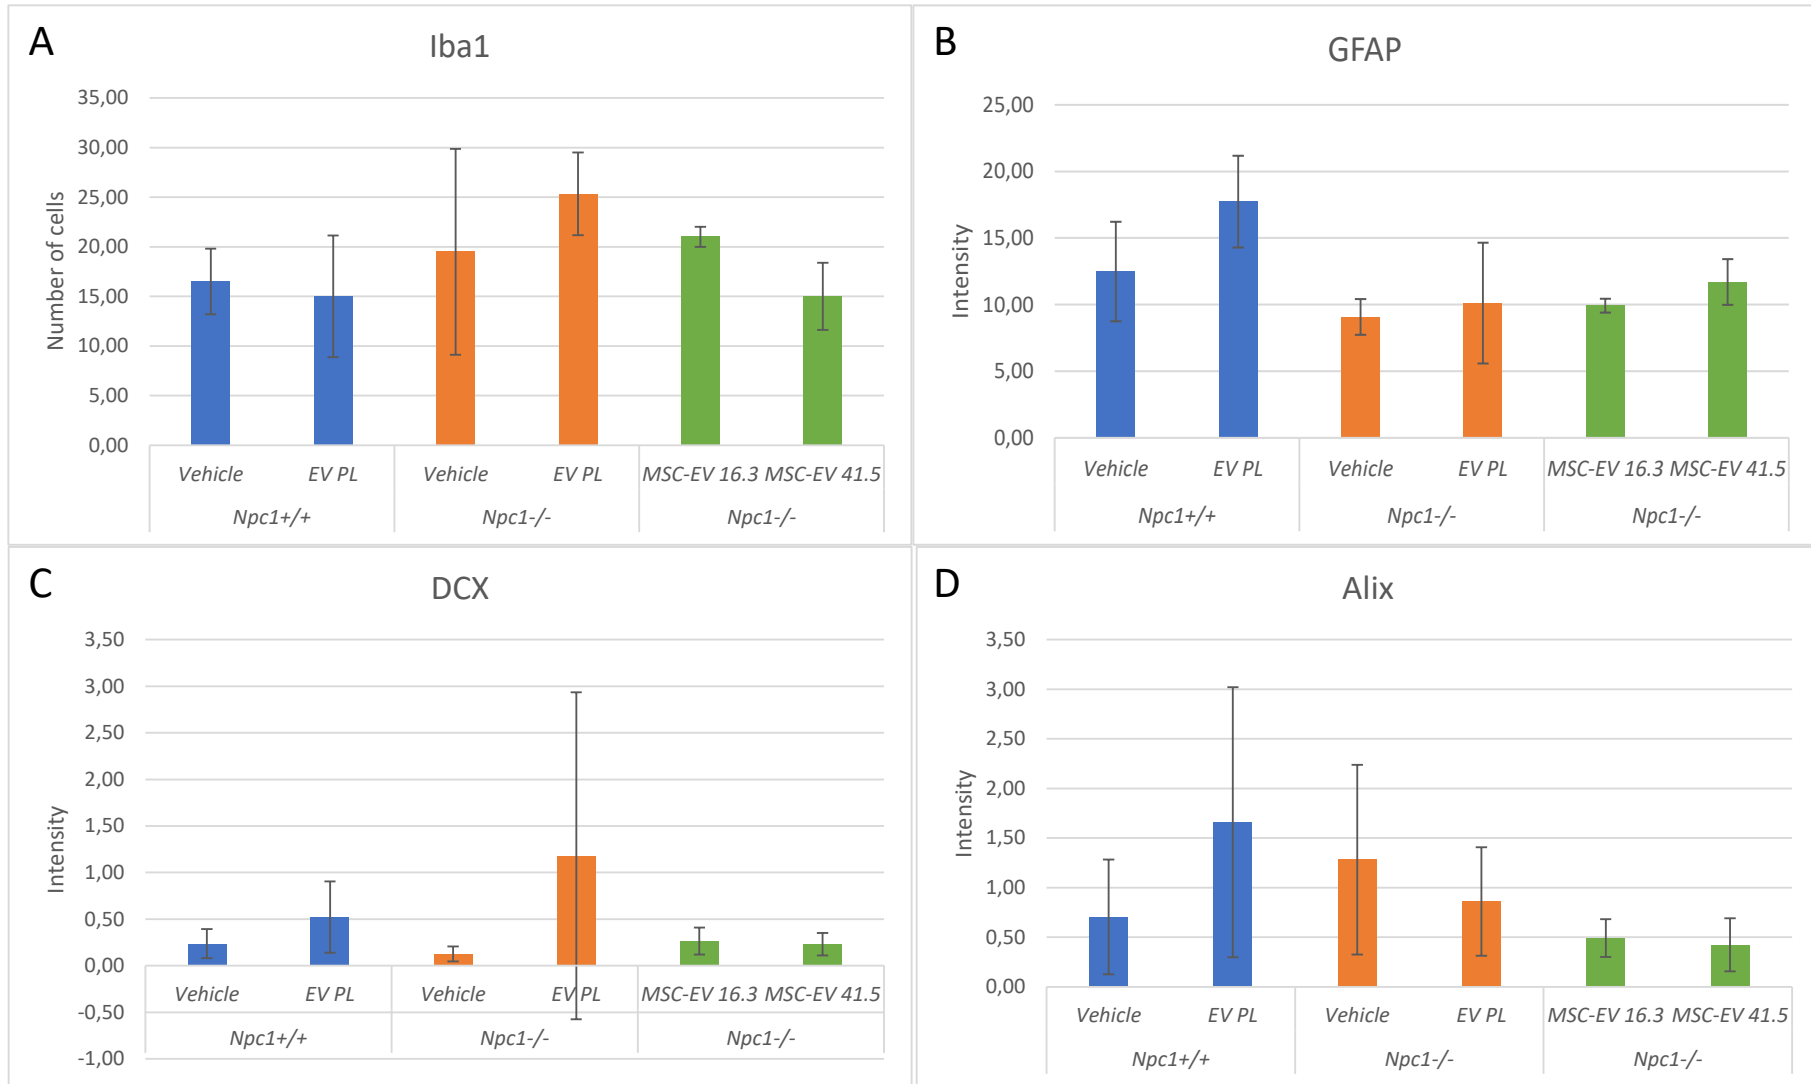 A
Iba1
Number of cells
35,00
30,00
25,00
20,00
15,00
10,00
5,00
0,00
Vehicle EV PL Vehicle EV PL MSC-EV 16.3 MSC-EV 41.5
Npc1+/+ Npc1-/- Npc1-/-
B
GFAP
Intensity
25,00
20,00
15,00
10,00
5,00
0,00
Vehicle EV PL Vehicle EV PL MSC-EV 16.3 MSC-EV 41.5
Npc1+/+ Npc1-/- Npc1-/-
C
DCX
Intensity
3,50
3,00
2,50
2,00
1,50
1,00
0,50
0,00
-0,50
-1,00
Vehicle EV PL Vehicle EV PL MSC-EV 16.3 MSC-EV 41.5
Npc1+/+ Npc1-/- Npc1-/-
D
Alix
Intensity
3,50
3,00
2,50
2,00
1,50
1,00
0,50
0,00
Vehicle EV PL Vehicle EV PL MSC-EV 16.3 MSC-EV 41.5
Npc1+/+ Npc1-/- Npc1-/-